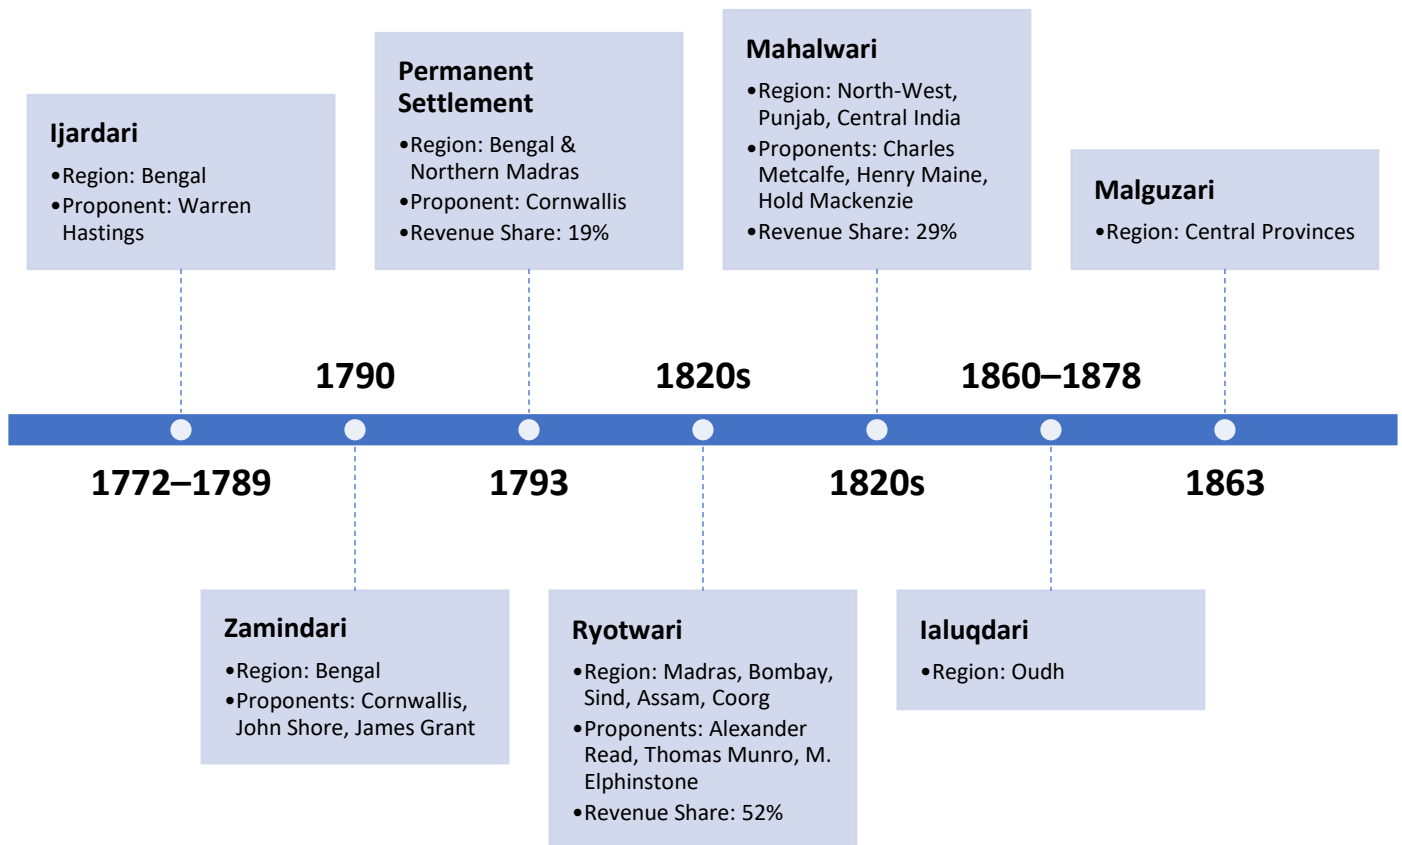 Ijardari
•Region: Bengal
•Proponent: Warren
Hastings
1772–1789
Zamindari
•Region: Bengal
•Proponents: Cornwallis,
John Shore, James Grant
1790
Permanent
Settlement
•Region: Bengal &
Northern Madras
•Proponent: Cornwallis
•Revenue Share: 19%
1793
Ryotwari
•Region: Madras, Bombay,
Sind, Assam, Coorg
•Proponents: Alexander
Read, Thomas Munro, M.
Elphinstone
•Revenue Share: 52%
1820s
Mahalwari
•Region: North-West,
Punjab, Central India
•Proponents: Charles
Metcalfe, Henry Maine,
Hold Mackenzie
•Revenue Share: 29%
1820s
Ialuqdari
•Region: Oudh
1860–1878
Malguzari
•Region: Central Provinces
1863